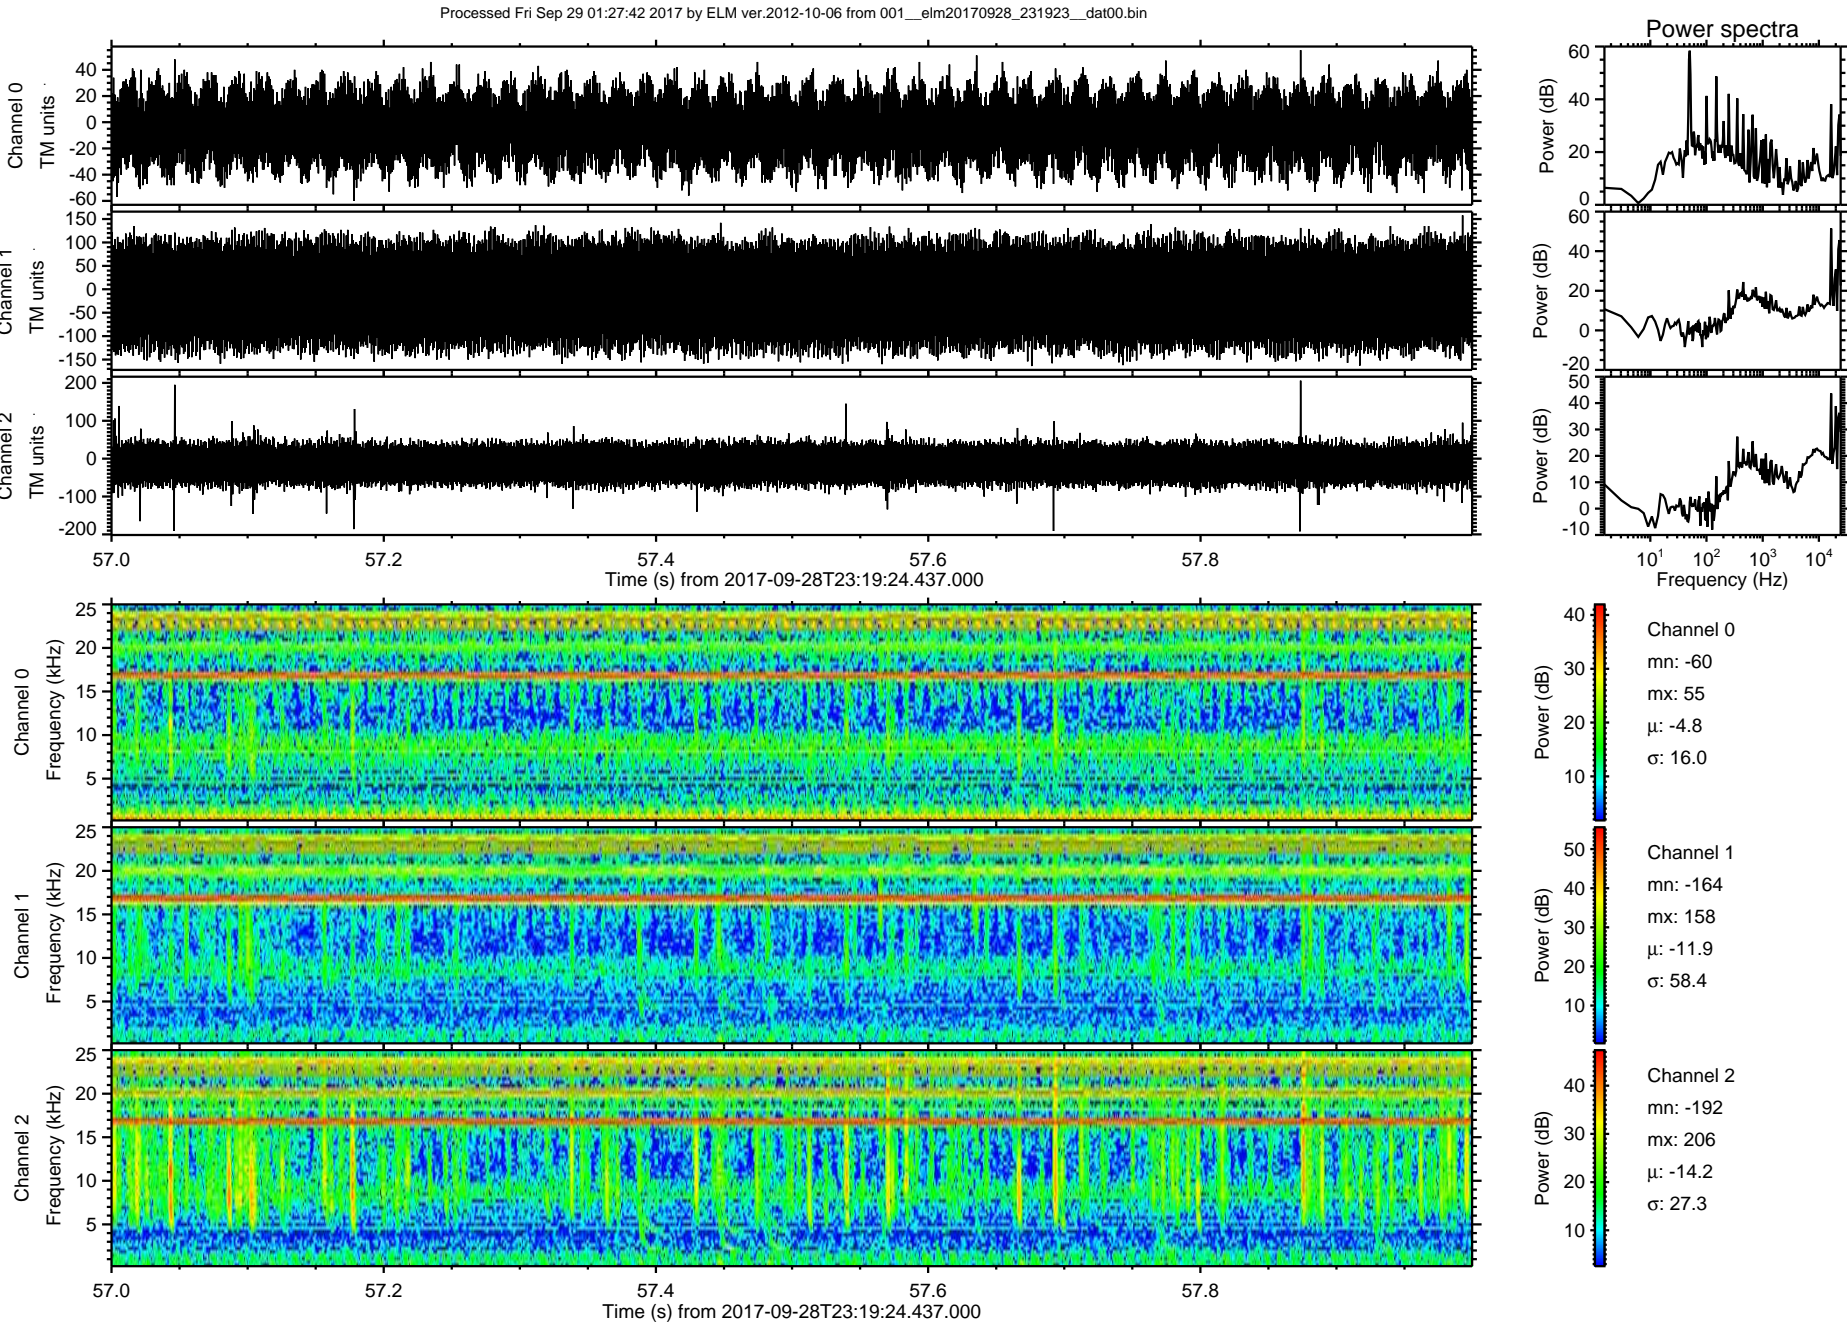 Processed Fri Sep 29 01:27:42 2017 by ELM ver.2012-10-06 from 001__elm20170928_231923__dat00.bin
Power spectra
Channel 0
TM units
40
20
0
-20
-40
-60
Power (dB)
60
40
20
0
Channel 1
TM units
150
100
50
0
-50
-100
-150
Power (dB)
60
40
20
0
-20
Channel 2
TM units
200
100
0
-100
-200
Power (dB)
50
40
30
20
10
0
-10
57.0 57.2 57.4 57.6 57.8
Time (s) from 2017-09-28T23:19:24.437.000
10¹ 10² 10³ 10⁴
Frequency (Hz)
Channel 0
Frequency (kHz)
25
20
15
10
5
Power (dB)
40
30
20
10
Channel 0
mn: -60
mx: 55
μ: -4.8
σ: 16.0
Channel 1
Frequency (kHz)
25
20
15
10
5
Power (dB)
50
40
30
20
10
Channel 1
mn: -164
mx: 158
μ: -11.9
σ: 58.4
Channel 2
Frequency (kHz)
25
20
15
10
5
Power (dB)
40
30
20
10
Channel 2
mn: -192
mx: 206
μ: -14.2
σ: 27.3
57.0 57.2 57.4 57.6 57.8
Time (s) from 2017-09-28T23:19:24.437.000